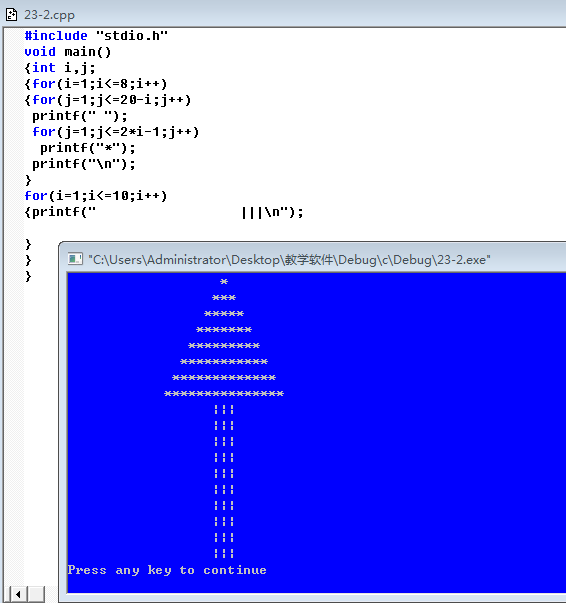 23-2.cpp
#include "stdio.h"
void main()
{int i,j;
{for(i=1;i<=8;i++)
{for(j=1;j<=20-i;j++)
 printf(" ");
 for(j=1;j<=2*i-1;j++)
  printf("*");
 printf("\n");
}
for(i=1;i<=10;i++)
{printf("                  |||\n");
}
}
}
"C:\Users\Administrator\Desktop\教学软件\Debug\c\Debug\23-2.exe"
                   *
                  ***
                 *****
                *******
               *********
              ***********
             *************
            ***************
                  |||
                  |||
                  |||
                  |||
                  |||
                  |||
                  |||
                  |||
                  |||
                  |||
Press any key to continue